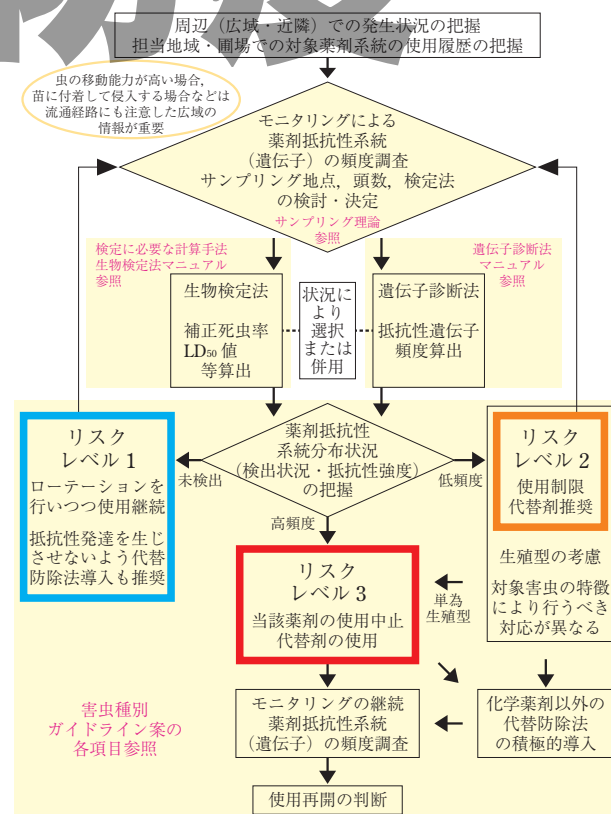 防除
周辺（広域・近隣）での発生状況の把握
担当地域・圃場での対象薬剤系統の使用履歴の把握
虫の移動能力が高い場合，
苗に付着して侵入する場合などは
流通経路にも注意した広域の
情報が重要
モニタリングによる
薬剤抵抗性系統
（遺伝子）の頻度調査
サンプリング地点，頭数，検定法
の検討・決定
サンプリング理論
参照
検定に必要な計算手法
生物検定法マニュアル
参照
遺伝子診断法
マニュアル
参照
生物検定法
補正死虫率
LD50 値
等算出
状況に
より
選択
または
併用
遺伝子診断法
抵抗性遺伝子
頻度算出
薬剤抵抗性
系統分布状況
（検出状況・抵抗性強度）
の把握
未検出
低頻度
高頻度
リスク
レベル 1
ローテーションを
行いつつ使用継続
抵抗性発達を生じ
させないよう代替
防除法導入も推奨
リスク
レベル 2
使用制限
代替剤推奨
生殖型の考慮
対象害虫の特徴
により行うべき
対応が異なる
リスク
レベル 3
当該薬剤の使用中止
代替剤の使用
単為
生殖型
害虫種別
ガイドライン案の
各項目参照
モニタリングの継続
薬剤抵抗性系統
（遺伝子）の頻度調査
化学薬剤以外の
代替防除法
の積極的導入
使用再開の判断